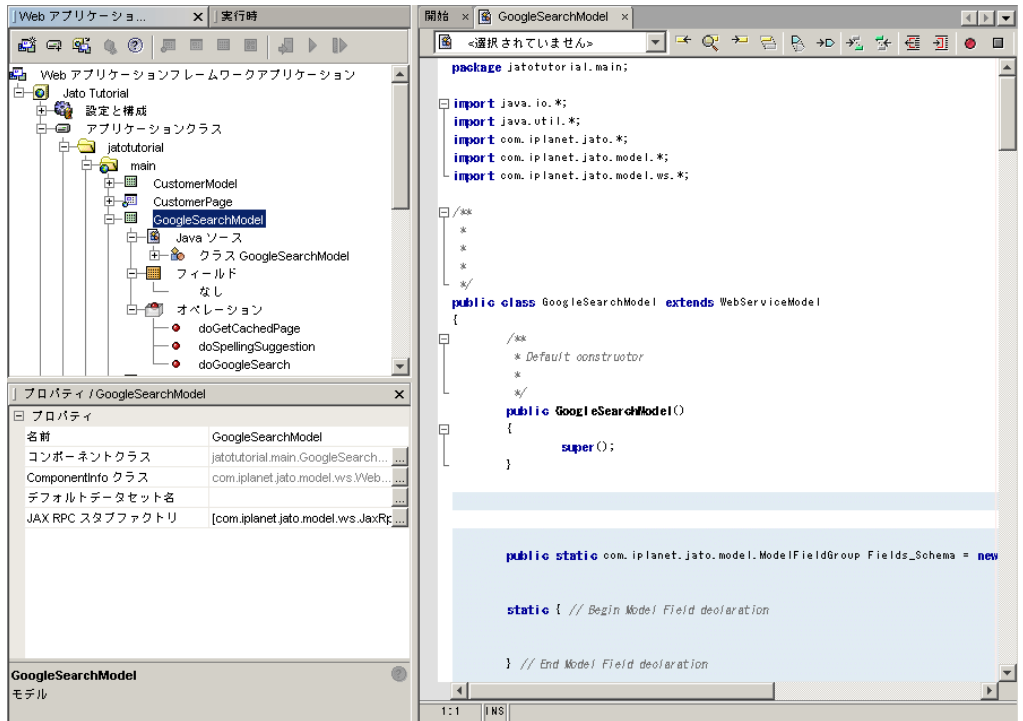 Web アプリケーショ...
実行時
Web アプリケーションフレームワークアプリケーション
Jato Tutorial
設定と構成
アプリケーションクラス
jatotutorial
main
CustomerModel
CustomerPage
GoogleSearchModel
Java ソース
クラス GoogleSearchModel
フィールド
なし
オペレーション
doGetCachedPage
doSpellingSuggestion
doGoogleSearch
プロパティ / GoogleSearchModel
プロパティ
名前 GoogleSearchModel
コンポーネントクラス jatotutorial.main.GoogleSearch... ...
ComponentInfo クラス com.iplanet.jato.model.ws.Web... ...
デフォルトデータセット名 ...
JAX RPC スタブファクトリ [com.iplanet.jato.model.ws.JaxRp ...
GoogleSearchModel
モデル
開始
GoogleSearchModel
<選択されていません>
package jatotutorial.main;
import java.io.*;
import java.util.*;
import com.iplanet.jato.*;
import com.iplanet.jato.model.*;
import com.iplanet.jato.model.ws.*;
/**
*
*
*
*/
public class GoogleSearchModel extends WebServiceModel
{
/**
* Default constructor
*
*/
public GoogleSearchModel()
{
super();
}
public static com.iplanet.jato.model.ModelFieldGroup Fields_Schema = new
static { // Begin Model Field declaration
} // End Model Field declaration
1:1 INS